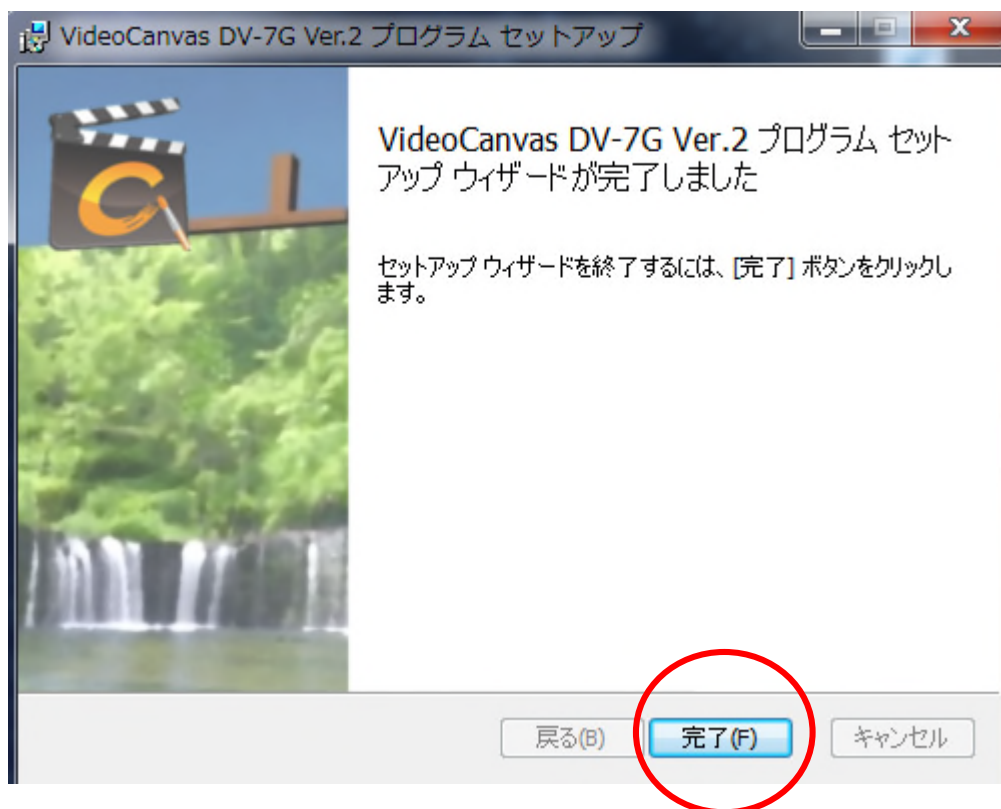 VideoCanvas DV-7G Ver.2 プログラム セットアップ
VideoCanvas DV-7G Ver.2 プログラム セット
アップ ウィザードが完了しました
セットアップ ウィザードを終了するには、[完了] ボタンをクリックし
ます。
戻る(B) 完了(F) キャンセル